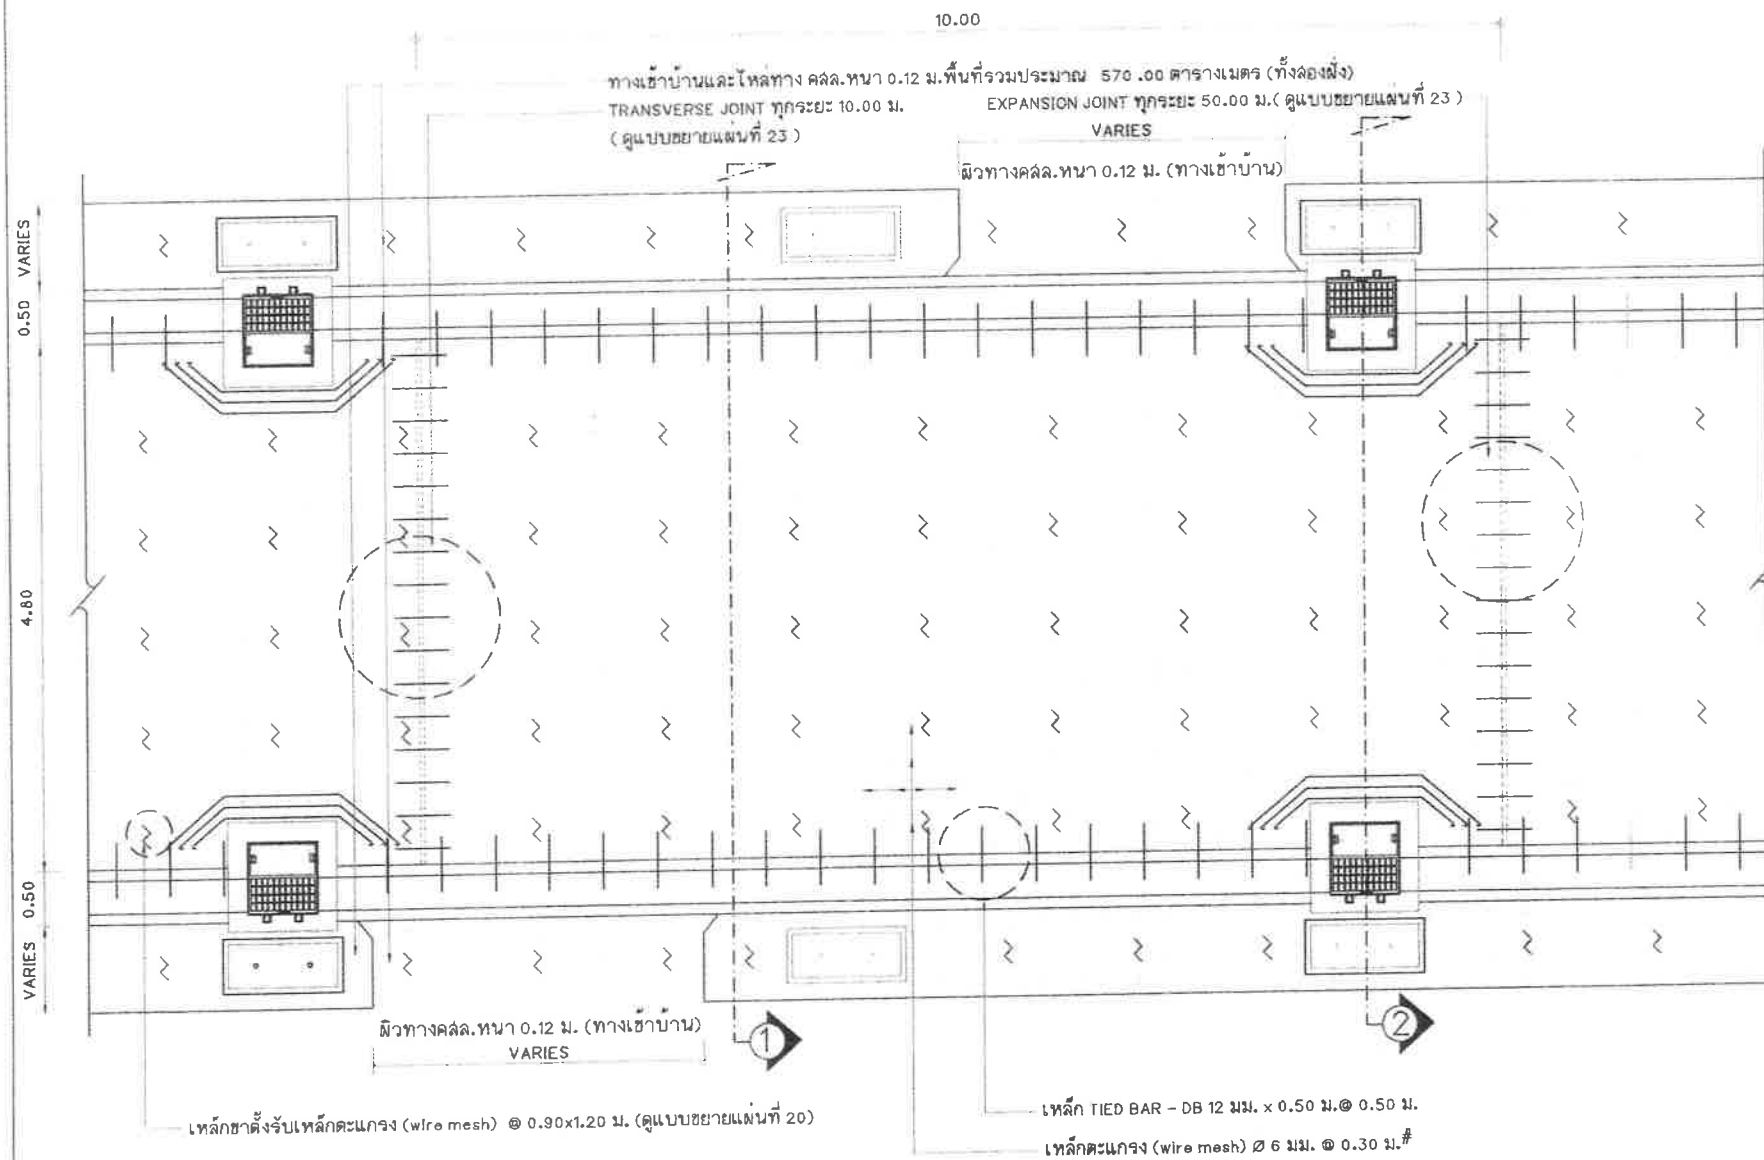 10.00
ทางเข้าบ้านและไหล่ทาง คสล.หนา 0.12 ม.พื้นที่รวมประมาณ 570.00 ตารางเมตร (ทั้งสองฝั่ง)
TRANSVERSE JOINT ทุกระยะ 10.00 ม.
(ดูแบบขยายแผ่นที่ 23)
EXPANSION JOINT ทุกระยะ 50.00 ม.(ดูแบบขยายแผ่นที่ 23)
VARIES
ผิวทางคสล.หนา 0.12 ม. (ทางเข้าบ้าน)
VARIES
0.50
4.80
0.50
VARIES
ผิวทางคสล.หนา 0.12 ม. (ทางเข้าบ้าน)
VARIES
1
2
เหล็กขาตั้งรับเหล็กตะแกรง (wire mesh) @ 0.90x1.20 ม. (ดูแบบขยายแผ่นที่ 20)
เหล็ก TIED BAR - DB 12 มม. x 0.50 ม.@ 0.50 ม.
เหล็กตะแกรง (wire mesh) Ø 6 มม. @ 0.30 ม.#